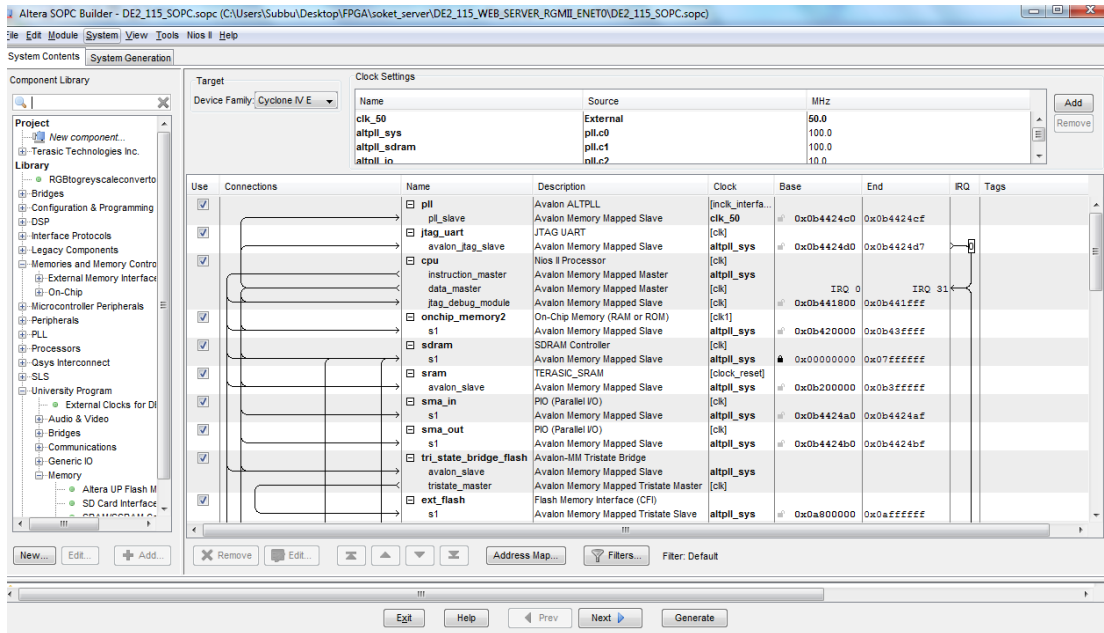 Altera SOPC Builder - DE2_115_SOPC.sopc (C:\Users\Subbu\Desktop\FPGA\soket_server\DE2_115_WEB_SERVER_RGMII_ENET0\DE2_115_SOPC.sopc)
File Edit Module System View Tools Nios II Help
System Contents System Generation
Component Library
Project
New component...
Terasic Technologies Inc.
Library
RGBtogreyscaleconverto
Bridges
Configuration & Programming
DSP
Interface Protocols
Legacy Components
Memories and Memory Contro
External Memory Interface
On-Chip
Microcontroller Peripherals
Peripherals
PLL
Processors
Qsys Interconnect
SLS
University Program
External Clocks for DE
Audio & Video
Bridges
Communications
Generic IO
Memory
Altera UP Flash M
SD Card Interface
New... Edit... Add...
Target
Device Family: Cyclone IV E
Clock Settings
Name Source MHz
clk_50 External 50.0
altpll_sys pll.c0 100.0
altpll_sdram pll.c1 100.0
altpll_io pll.c2 10.0
Add
Remove
Use Connections Name Description Clock Base End IRQ Tags
pll Avalon ALTPLL [inclk_interfa...
pll_slave Avalon Memory Mapped Slave clk_50 0x0b4424c0 0x0b4424cf
jtag_uart JTAG UART [clk]
avalon_jtag_slave Avalon Memory Mapped Slave altpll_sys 0x0b4424d0 0x0b4424d7
cpu Nios II Processor [clk]
instruction_master Avalon Memory Mapped Master altpll_sys
data_master Avalon Memory Mapped Master [clk] IRQ 0 IRQ 31
jtag_debug_module Avalon Memory Mapped Slave [clk] 0x0b441800 0x0b441fff
onchip_memory2 On-Chip Memory (RAM or ROM) [clk1]
s1 Avalon Memory Mapped Slave altpll_sys 0x0b420000 0x0b43ffff
sdram SDRAM Controller [clk]
s1 Avalon Memory Mapped Slave altpll_sys 0x00000000 0x07ffffff
sram TERASIC_SRAM [clock_reset]
avalon_slave Avalon Memory Mapped Slave altpll_sys 0x0b200000 0x0b3fffff
sma_in PIO (Parallel I/O) [clk]
s1 Avalon Memory Mapped Slave altpll_sys 0x0b4424a0 0x0b4424af
sma_out PIO (Parallel I/O) [clk]
s1 Avalon Memory Mapped Slave altpll_sys 0x0b4424b0 0x0b4424bf
tri_state_bridge_flash Avalon-MM Tristate Bridge
avalon_slave Avalon Memory Mapped Slave altpll_sys
tristate_master Avalon Memory Mapped Tristate Master [clk]
ext_flash Flash Memory Interface (CFI)
s1 Avalon Memory Mapped Tristate Slave altpll_sys 0x0a800000 0x0affffff
Remove Edit... Address Map... Filters... Filter: Default
Exit Help Prev Next Generate